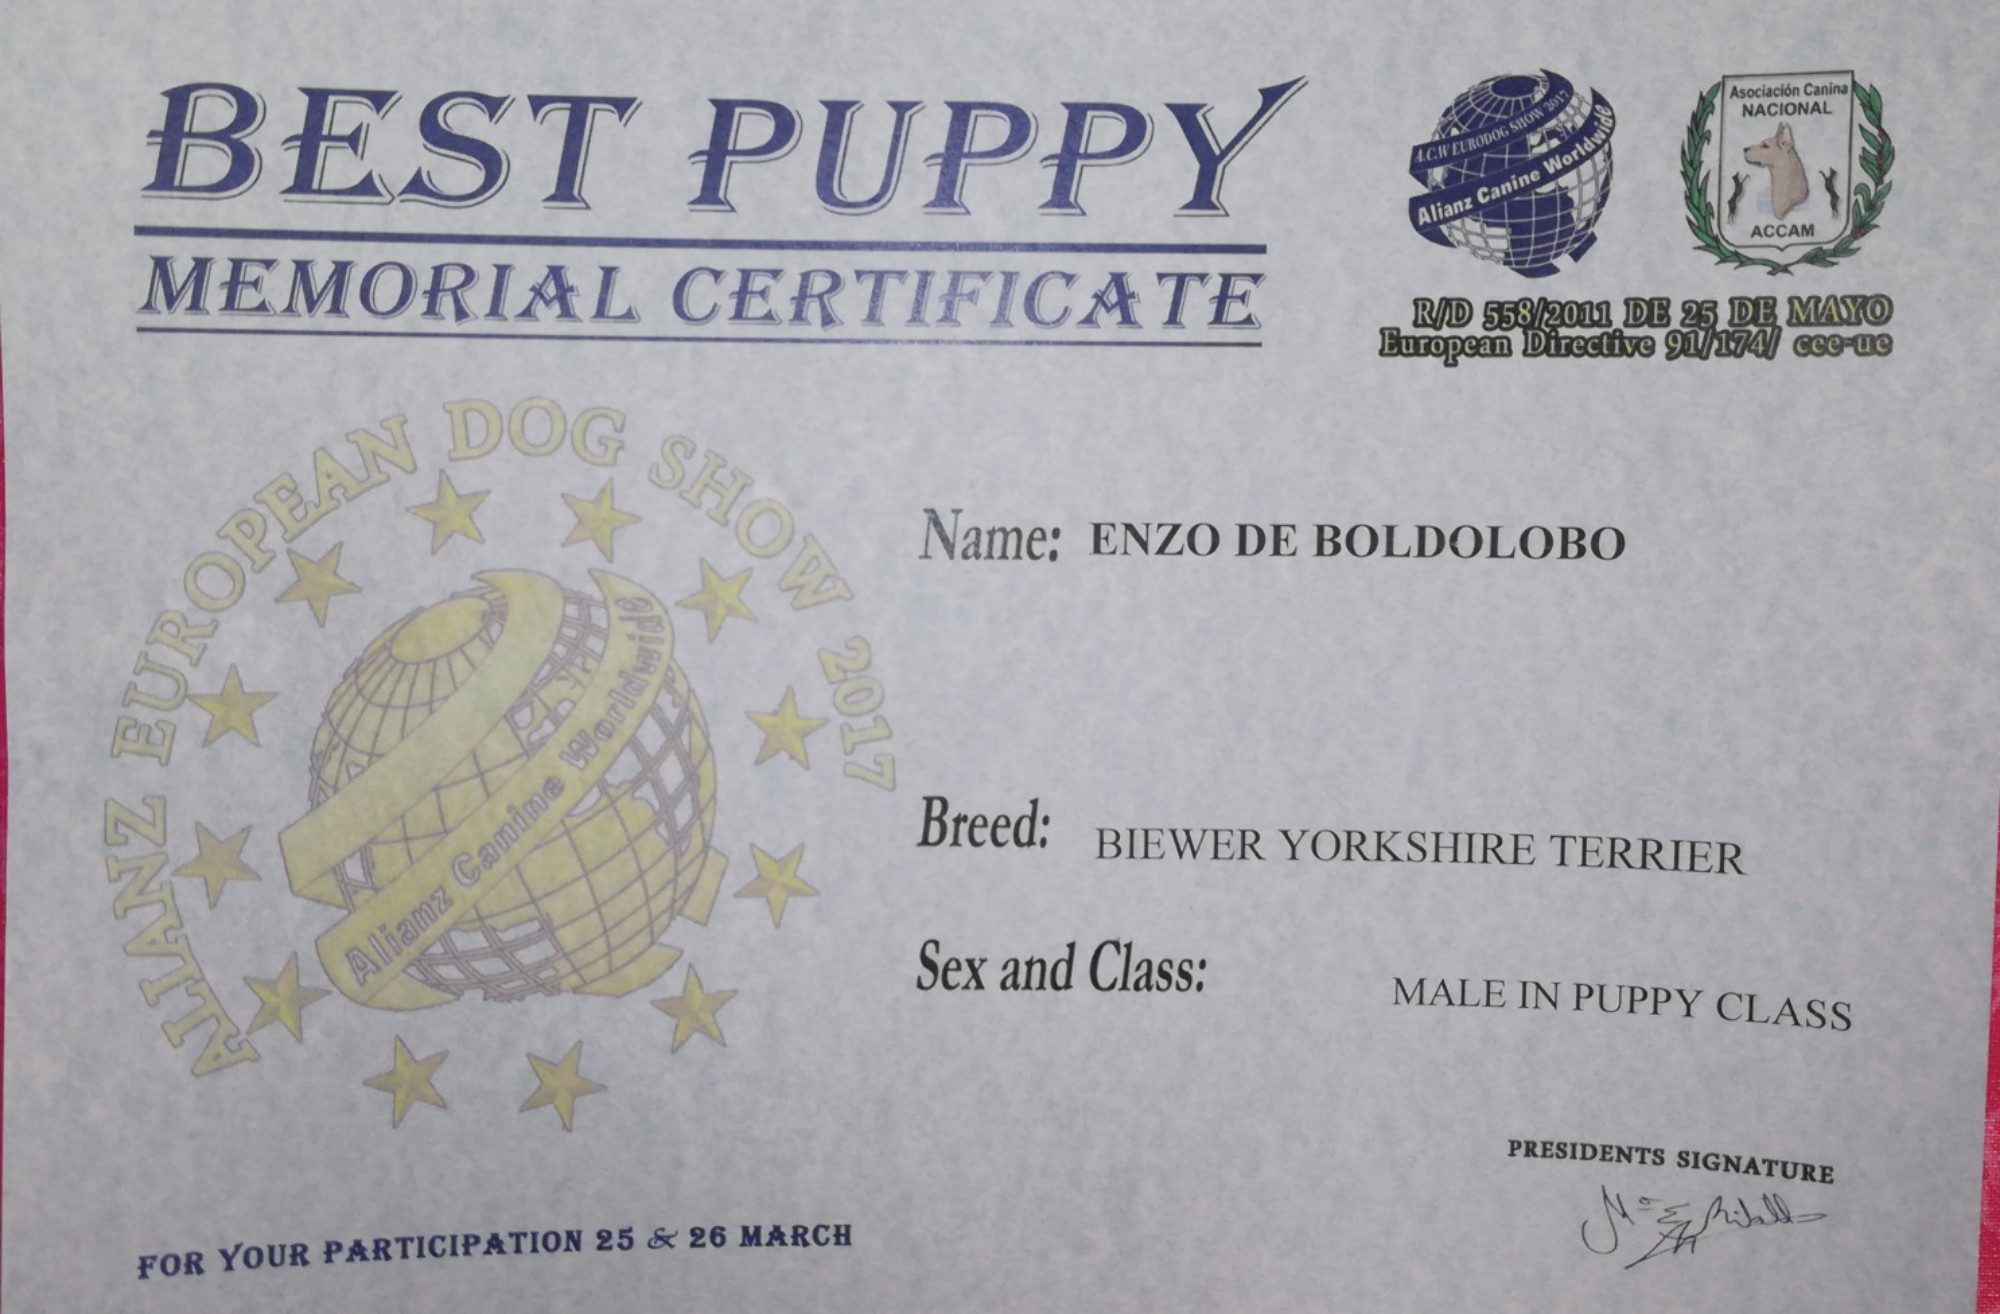 BEST PUPPY
MEMORIAL CERTIFICATE
A.C.W EURODOG SHOW 2017
Alianz Canine Worldwide
Asociación Canina
NACIONAL
ACCAM
R/D 558/2011 DE 25 DE MAYO
European Directive 91/174/ cee-ue
ALIANZ EUROPEAN DOG SHOW 2017
Alianz Canine Worldwide
Name: ENZO DE BOLDOLOBO
Breed: BIEWER YORKSHIRE TERRIER
Sex and Class: MALE IN PUPPY CLASS
PRESIDENTS SIGNATURE
FOR YOUR PARTICIPATION 25 & 26 MARCH